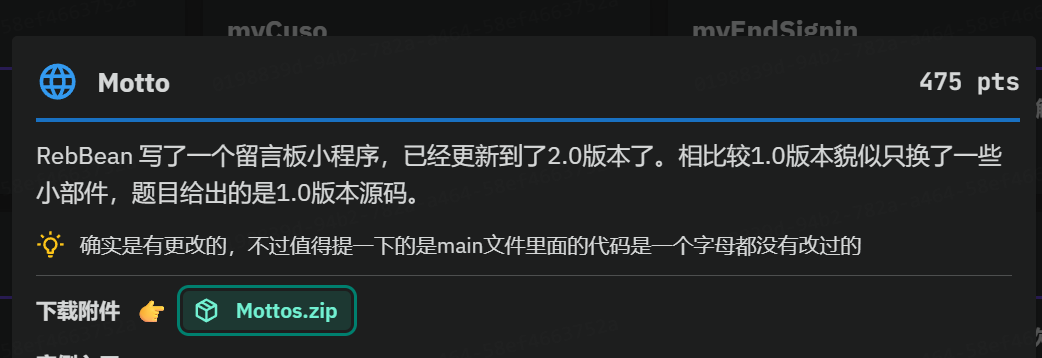 myCuso
myEndSignin
Motto
475 pts
RebBean 写了一个留言板小程序，已经更新到了2.0版本了。相比较1.0版本貌似只换了一些
小部件，题目给出的是1.0版本源码。
确实是有更改的，不过值得提一下的是main文件里面的代码是一个字母都没有改过的
下载附件
Mottos.zip